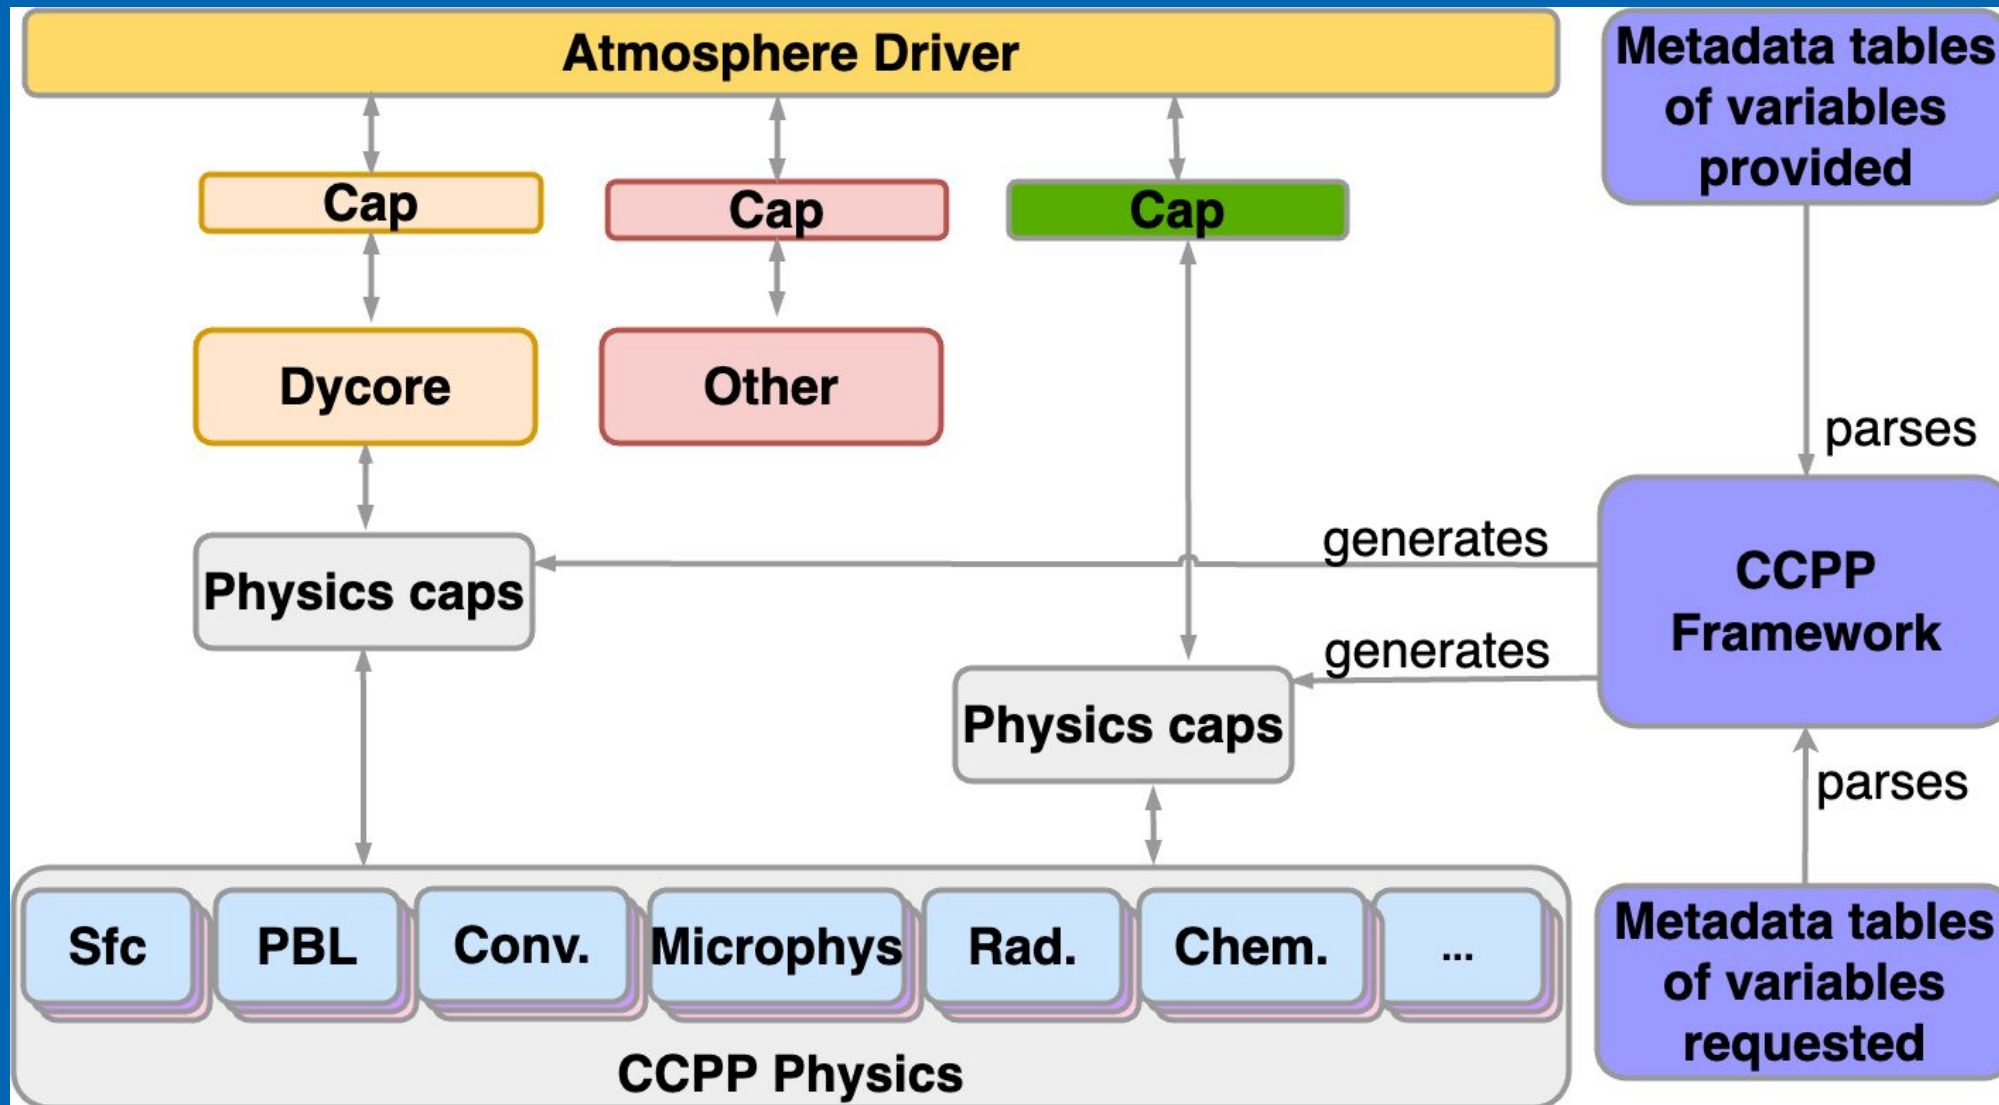 Atmosphere Driver
Metadata tables
of variables
provided
Cap
Cap
Cap
Dycore
Other
parses
generates
Physics caps
CCPP
Framework
generates
Physics caps
parses
Sfc
PBL
Conv.
Microphys
Rad.
Chem.
...
Metadata tables
of variables
requested
CCPP Physics